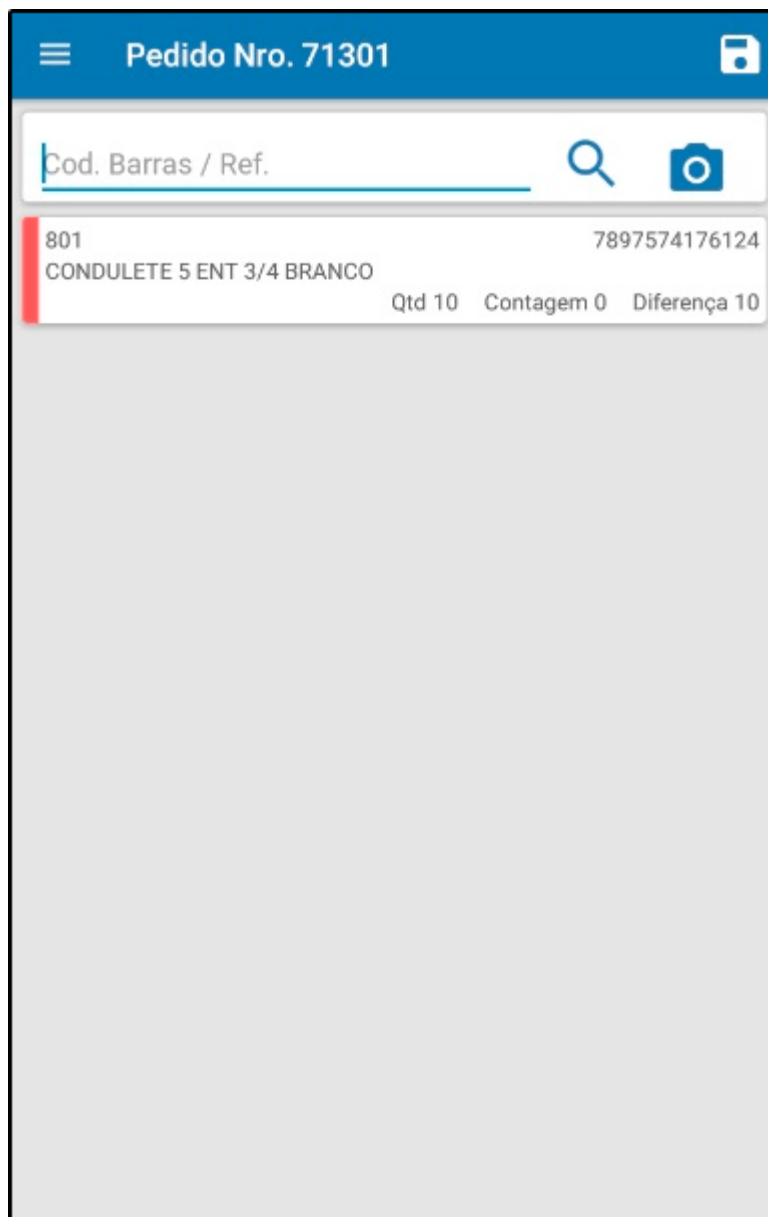 Pedido Nro. 71301
Cod. Barras / Ref.
801 7897574176124
CONDULETE 5 ENT 3/4 BRANCO
Qtd 10 Contagem 0 Diferença 10